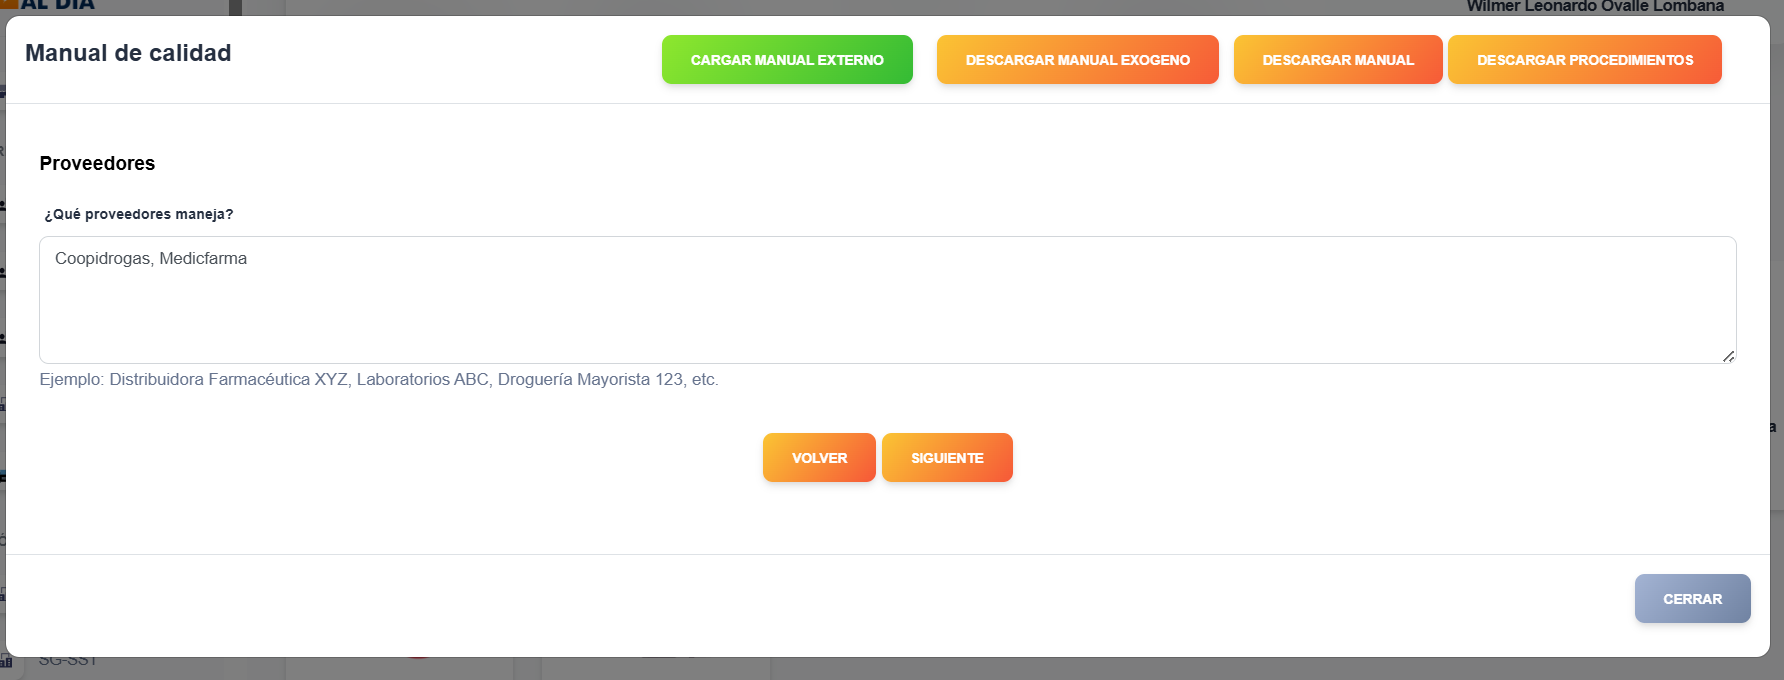 AL DIA
Wilmer Leonardo Ovalle Lombana
Manual de calidad
CARGAR MANUAL EXTERNO
DESCARGAR MANUAL EXOGENO
DESCARGAR MANUAL
DESCARGAR PROCEDIMIENTOS
Proveedores
¿Qué proveedores maneja?
Coopidrogas, Medicfarma
Ejemplo: Distribuidora Farmacéutica XYZ, Laboratorios ABC, Droguería Mayorista 123, etc.
VOLVER
SIGUIENTE
CERRAR
SG-SST